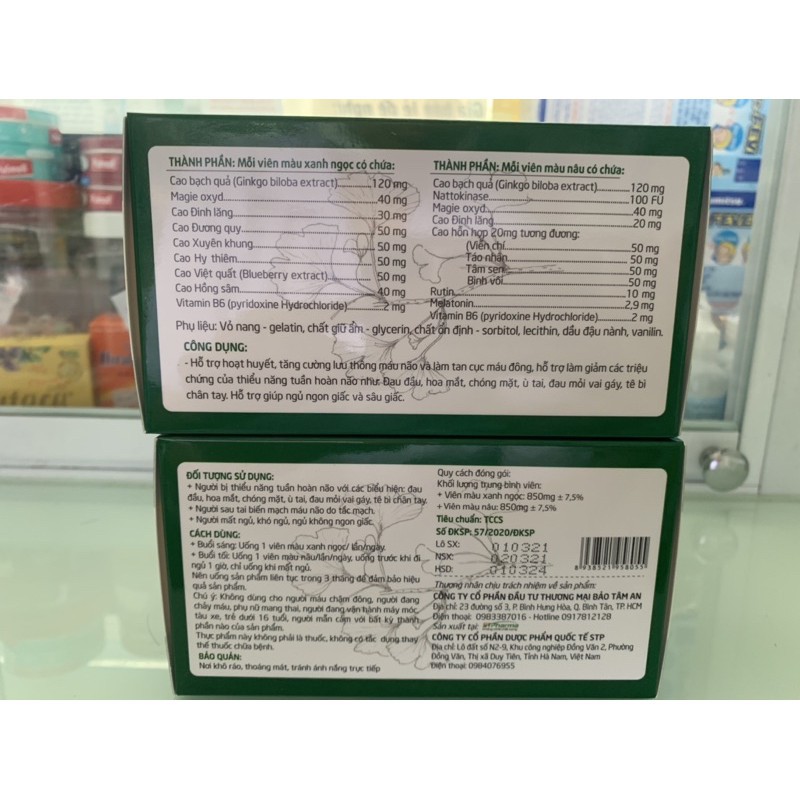 THÀNH PHẦN: Mỗi viên màu xanh ngọc có chứa:
Cao bạch quả (Ginkgo biloba extract)..........120 mg
Magie oxyd..........40 mg
Cao Đinh lăng..........30 mg
Cao Đương quy..........50 mg
Cao Xuyên khung..........50 mg
Cao Hy thiêm..........50 mg
Cao Việt quất (Blueberry extract)..........50 mg
Cao Hồng sâm..........40 mg
Vitamin B6 (pyridoxine Hydrochloride)..........2 mg
THÀNH PHẦN: Mỗi viên màu nâu có chứa:
Cao bạch quả (Ginkgo biloba extract)..........120 mg
Nattokinase..........100 FU
Magie oxyd..........40 mg
Cao Đinh lăng..........20 mg
Cao hỗn hợp 20mg tương đương:
(Viễn chí..........50 mg
Táo nhân..........50 mg
Tâm sen..........50 mg
Bình vôi..........50 mg
Rutin..........10 mg
Melatonin..........2,9 mg
Vitamin B6 (pyridoxine Hydrochloride)..........2 mg
Phụ liệu: Vỏ nang - gelatin, chất giữ ẩm - glycerin, chất ổn định - sorbitol, lecithin, dầu đậu nành, vanilin.
CÔNG DỤNG:
- Hỗ trợ hoạt huyết, tăng cường lưu thông máu não và làm tan cục máu đông, hỗ trợ làm giảm các triệu
chứng của thiểu năng tuần hoàn não như: Đau đầu, hoa mắt, chóng mặt, ù tai, đau mỏi vai gáy, tê bì
chân tay. Hỗ trợ giúp ngủ ngon giấc và sâu giấc.
ĐỐI TƯỢNG SỬ DỤNG:
+ Người bị thiểu năng tuần hoàn não với các biểu hiện: đau
đầu, hoa mắt, chóng mặt, ù tai, đau mỏi vai gáy, tê bì chân tay.
+ Người sau tai biến mạch máu não do tắc mạch.
+ Người mất ngủ, khó ngủ, ngủ không ngon giấc.
CÁCH DÙNG:
+ Buổi sáng: Uống 1 viên màu xanh ngọc/ lần/ngày.
+ Buổi tối: Uống 1 viên màu nâu/lần/ngày, uống trước khi đi
ngủ 1 giờ, chỉ uống khi mất ngủ.
Nên uống sản phẩm liên tục trong 3 tháng để đảm bảo hiệu
quả sản phẩm.
Chú ý: Không dùng cho người máu chậm đông, người đang
chảy máu, phụ nữ mang thai, người đang vận hành máy móc,
tàu xe, trẻ dưới 16 tuổi, người mẫn cảm với bất kỳ thành
phần nào của sản phẩm.
Thực phẩm này không phải là thuốc, không có tác dụng thay
thế thuốc chữa bệnh.
BẢO QUẢN:
Nơi khô ráo, thoáng mát, tránh ánh nắng trực tiếp
Quy cách đóng gói:
Khối lượng trung bình viên:
+ Viên màu xanh ngọc: 850mg ± 7,5%
+ Viên màu nâu: 850mg ± 7,5%
Tiêu chuẩn: TCCS
Số ĐKSP: 57/2020/ĐKSP
Lô SX: 010321
NSX: 020321
HSD: 010324
8 938521 958055
Thương nhân chịu trách nhiệm về sản phẩm:
CÔNG TY CỔ PHẦN ĐẦU TƯ THƯƠNG MẠI BẢO TÂM AN
Địa chỉ: 23 đường số 3, P. Bình Hưng Hòa, Q. Bình Tân, TP. HCM
Điện thoại: 0983387016 - Hotline 0917812128
Sản xuất tại: STPharma
CÔNG TY CỔ PHẦN DƯỢC PHẨM QUỐC TẾ STP
Địa chỉ: Lô đất số N2-9, Khu công nghiệp Đồng Văn 2, Phường
Đồng Văn, Thị xã Duy Tiên, Tỉnh Hà Nam, Việt Nam
Điện thoại: 0984076955